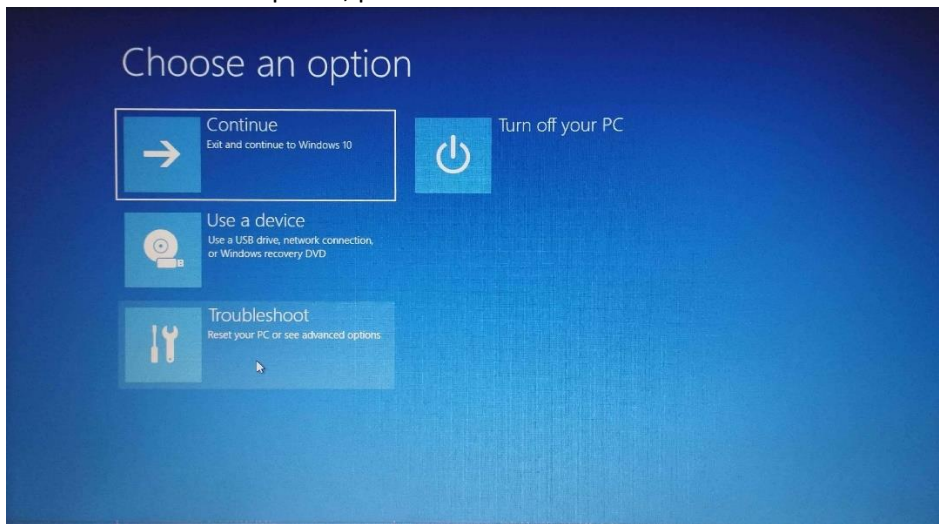 Choose an option
Continue
Exit and continue to Windows 10
Turn off your PC
Use a device
Use a USB drive, network connection,
or Windows recovery DVD
Troubleshoot
Reset your PC or see advanced options